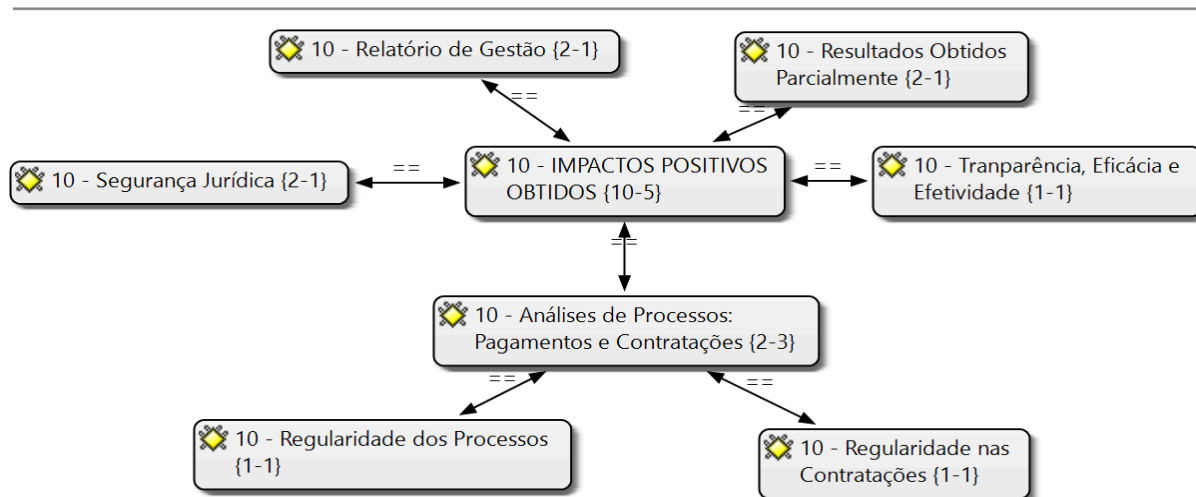 10 - Relatório de Gestão {2-1}
10 - Resultados Obtidos
Parcialmente {2-1}
==
==
10 - Segurança Jurídica {2-1}
==
10 - IMPACTOS POSITIVOS
OBTIDOS {10-5}
==
10 - Tranparência, Eficácia e
Efetividade {1-1}
==
10 - Análises de Processos:
Pagamentos e Contratações {2-3}
==
==
10 - Regularidade dos Processos
{1-1}
10 - Regularidade nas
Contratações {1-1}